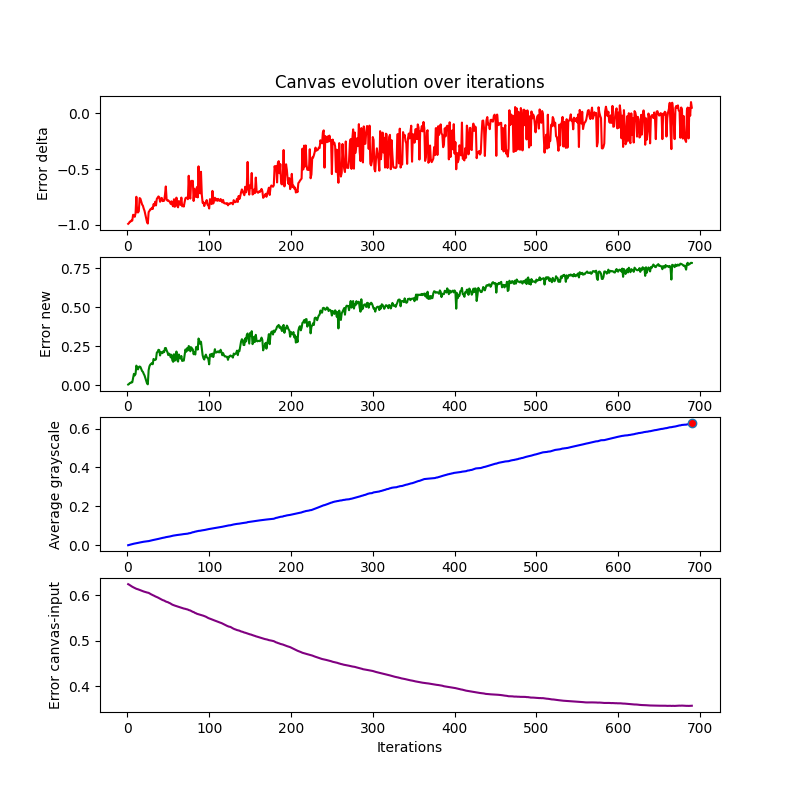 Canvas evolution over iterations
Error delta
0.0
−0.5
−1.0
0 100 200 300 400 500 600 700
Error new
0.75
0.50
0.25
0.00
0 100 200 300 400 500 600 700
Average grayscale
0.6
0.4
0.2
0.0
0 100 200 300 400 500 600 700
Error canvas-input
0.6
0.5
0.4
0 100 200 300 400 500 600 700
Iterations